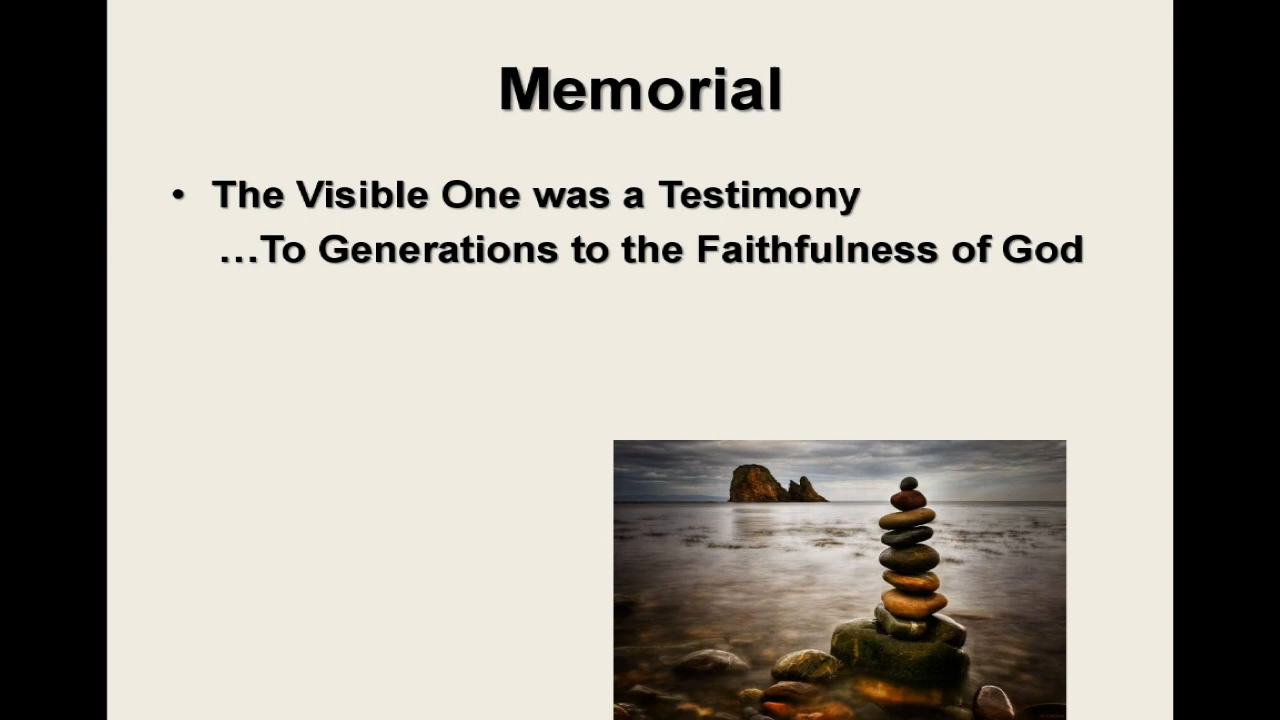 Memorial
• The Visible One was a Testimony
…To Generations to the Faithfulness of God